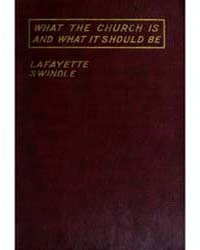 WHAT THE CHURCH IS
AND WHAT IT SHOULD BE
LAFAYETTE
SWINDLE